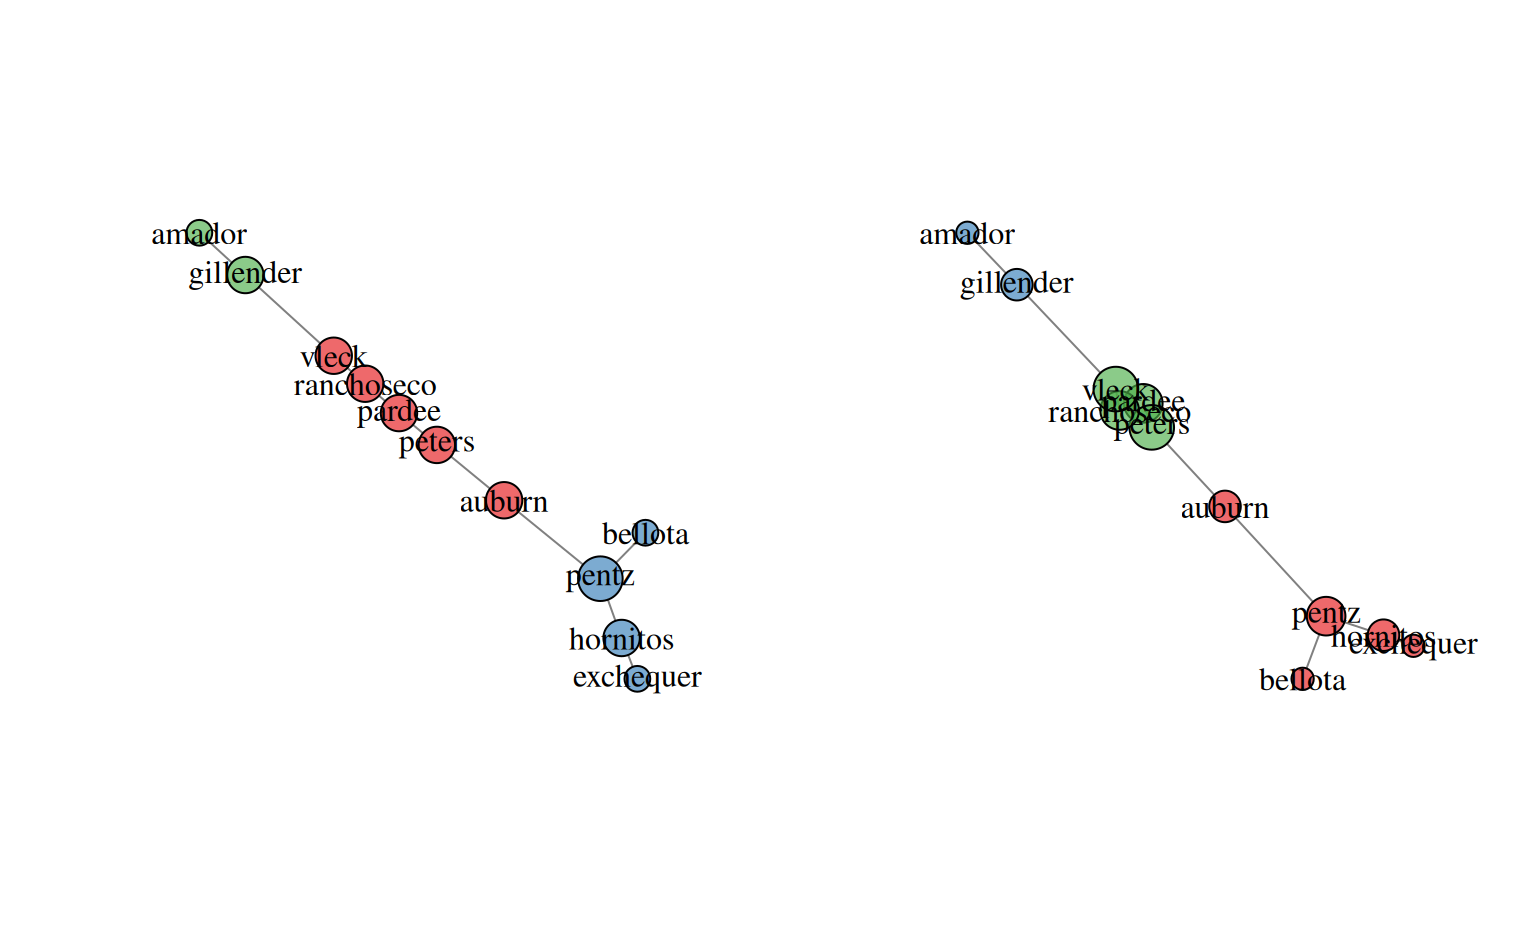 amador
gillender
vleck
ranchoseco
pardee
peters
auburn
bellota
pentz
hornitos
exchequer
amador
gillender
vleck
pardee
ranchoseco
peters
auburn
pentz
hornitos
exchequer
bellota